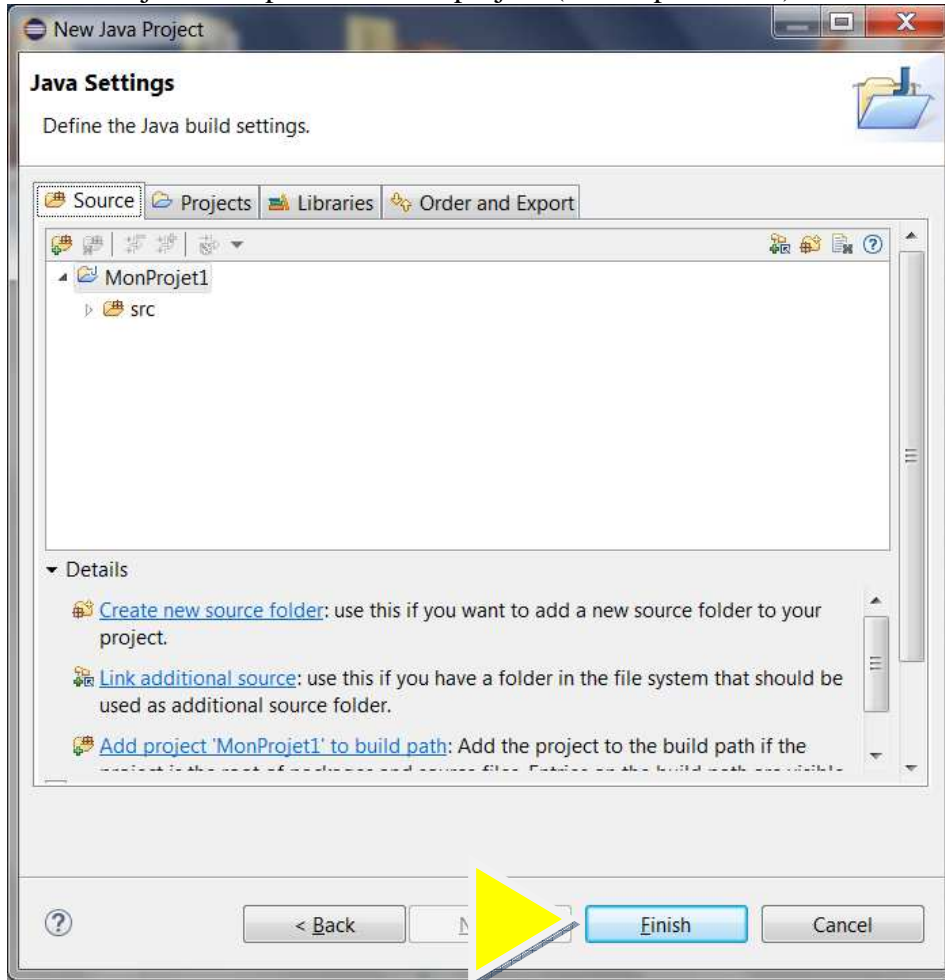 New Java Project
Java Settings
Define the Java build settings.
Source Projects Libraries Order and Export
MonProjet1
src
Details
Create new source folder: use this if you want to add a new source folder to your
project.
Link additional source: use this if you have a folder in the file system that should be
used as additional source folder.
Add project 'MonProjet1' to build path: Add the project to the build path if the
< Back
Finish
Cancel